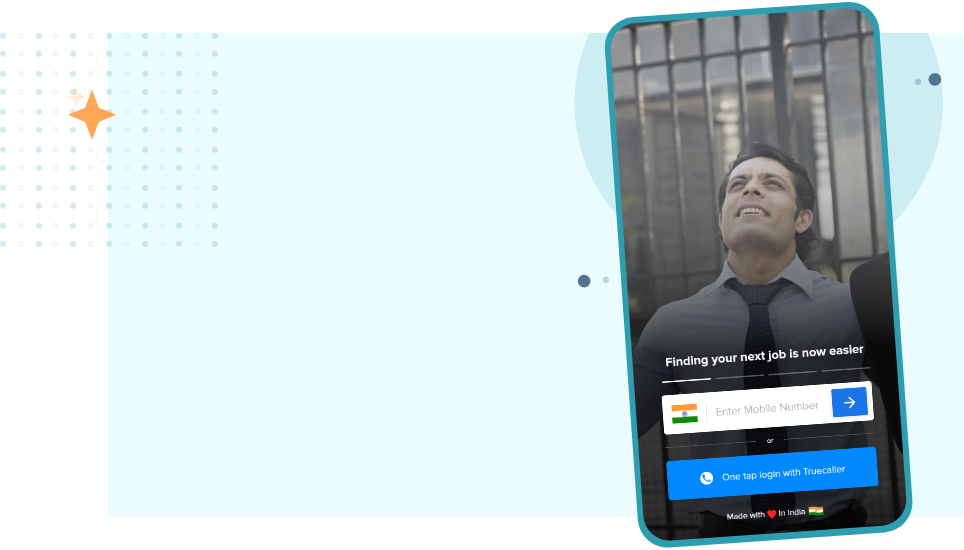 Finding your next job is now easier
Enter Mobile Number
or
One tap login with Truecaller
Made with In India